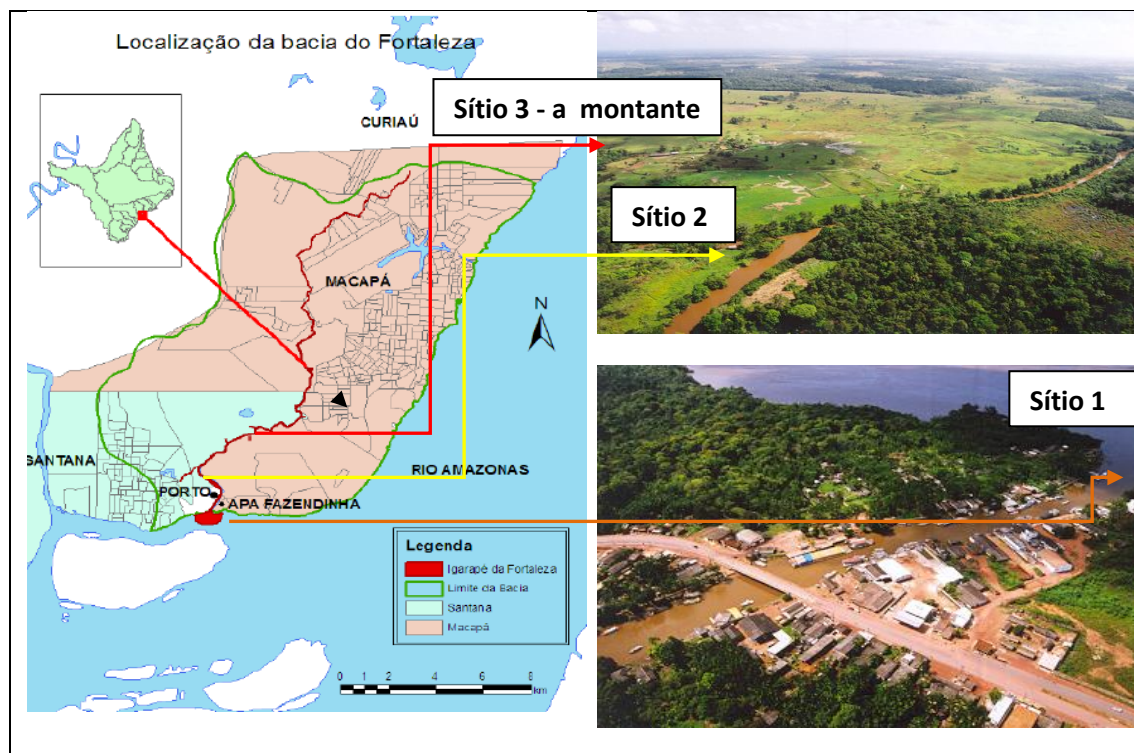 Localização da bacia do Fortaleza
CURIAÚ
Sítio 3 - a montante
Sítio 2
MACAPÁ
N
Sítio 1
SANTANA
RIO AMAZONAS
PORTO
APA FAZENDINHA
Legenda
Igarapé da Fortaleza
Limite da Bacia
Santana
Macapá
0 1 2 4 6 8
km